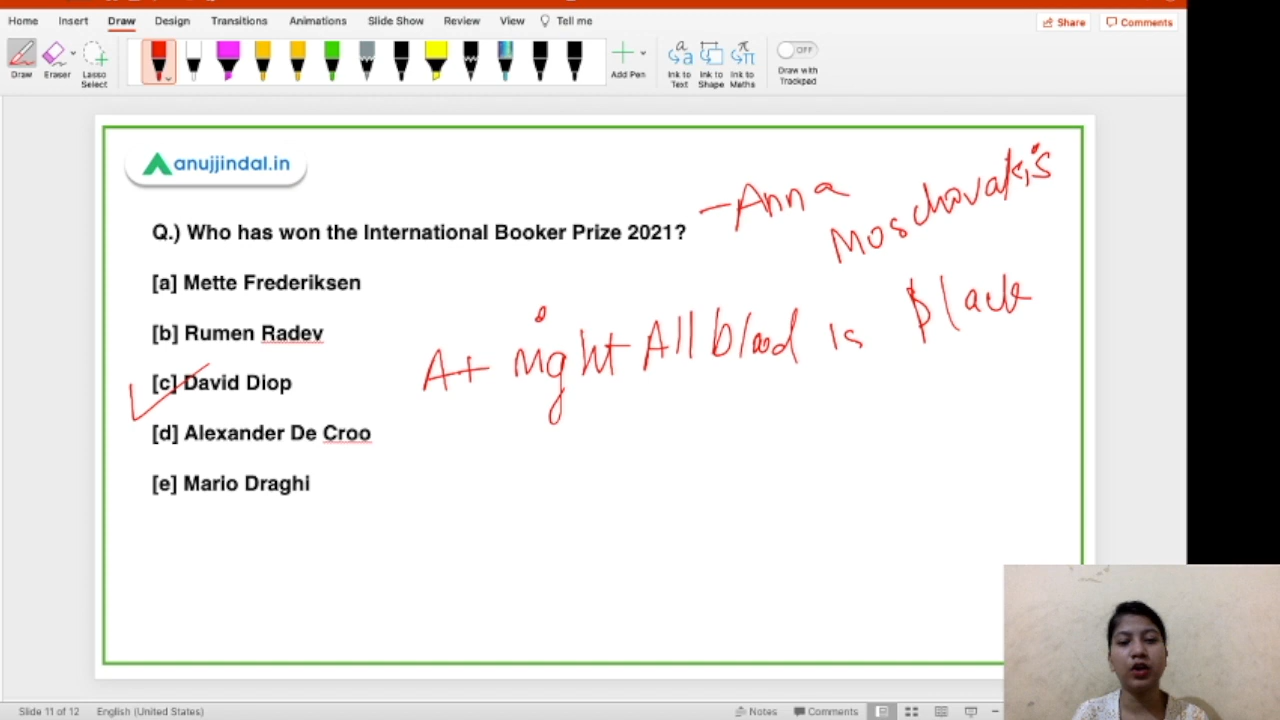 Home Insert Draw Design Transitions Animations Slide Show Review View Tell me
Share Comments
Draw Eraser Lasso Select Add Pen Ink to Text Ink to Shape Ink to Maths OFF Draw with Trackpad
anujjindal.in
Q.) Who has won the International Booker Prize 2021?
[a] Mette Frederiksen
[b] Rumen Radev
[c] David Diop
[d] Alexander De Croo
[e] Mario Draghi
- Anna
Moschovakis
At night All blood is Black
Slide 11 of 12 English (United States) Notes Comments